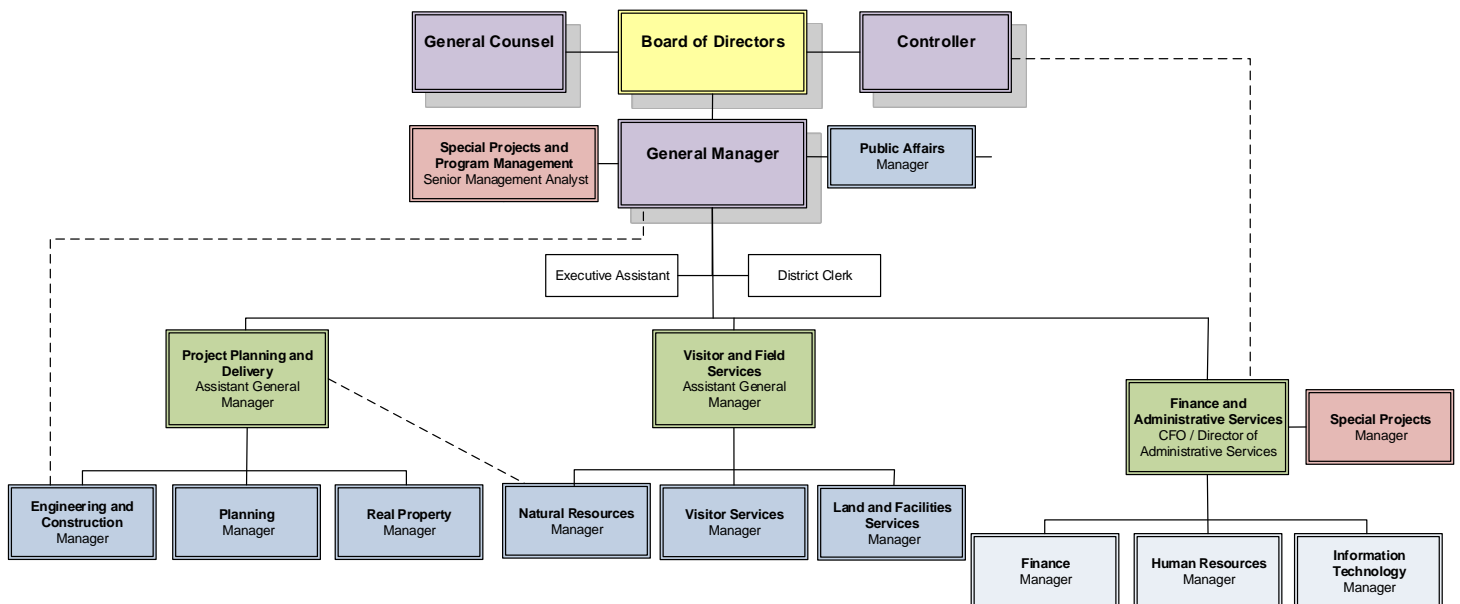 General Counsel
Board of Directors
Controller
Special Projects and
Program Management
Senior Management Analyst
General Manager
Public Affairs
Manager
Executive Assistant
District Clerk
Project Planning and
Delivery
Assistant General
Manager
Visitor and Field
Services
Assistant General
Manager
Finance and
Administrative Services
CFO / Director of
Administrative Services
Special Projects
Manager
Engineering and
Construction
Manager
Planning
Manager
Real Property
Manager
Natural Resources
Manager
Visitor Services
Manager
Land and Facilities
Services
Manager
Finance
Manager
Human Resources
Manager
Information
Technology
Manager